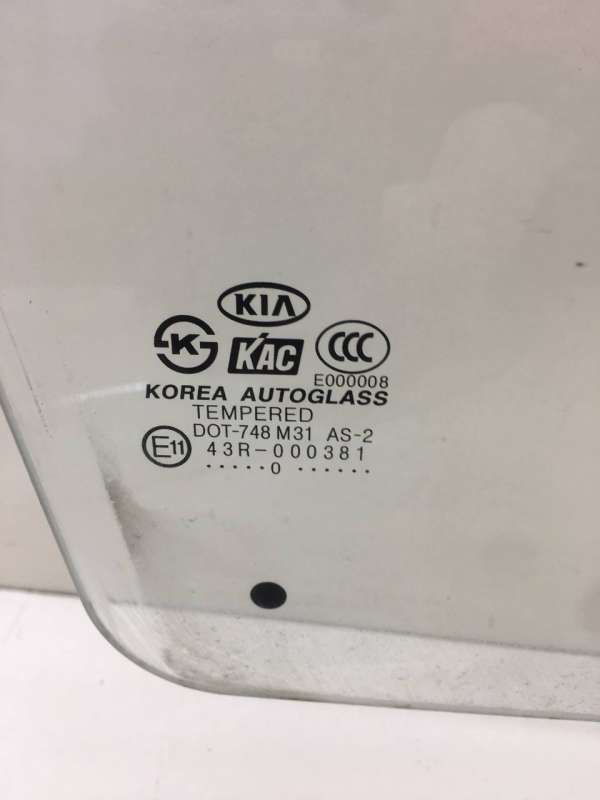 KIA
K KAC CCC
E000008
KOREA AUTOGLASS
TEMPERED
DOT-748 M31 AS-2
E11 43R-000381
.....0......